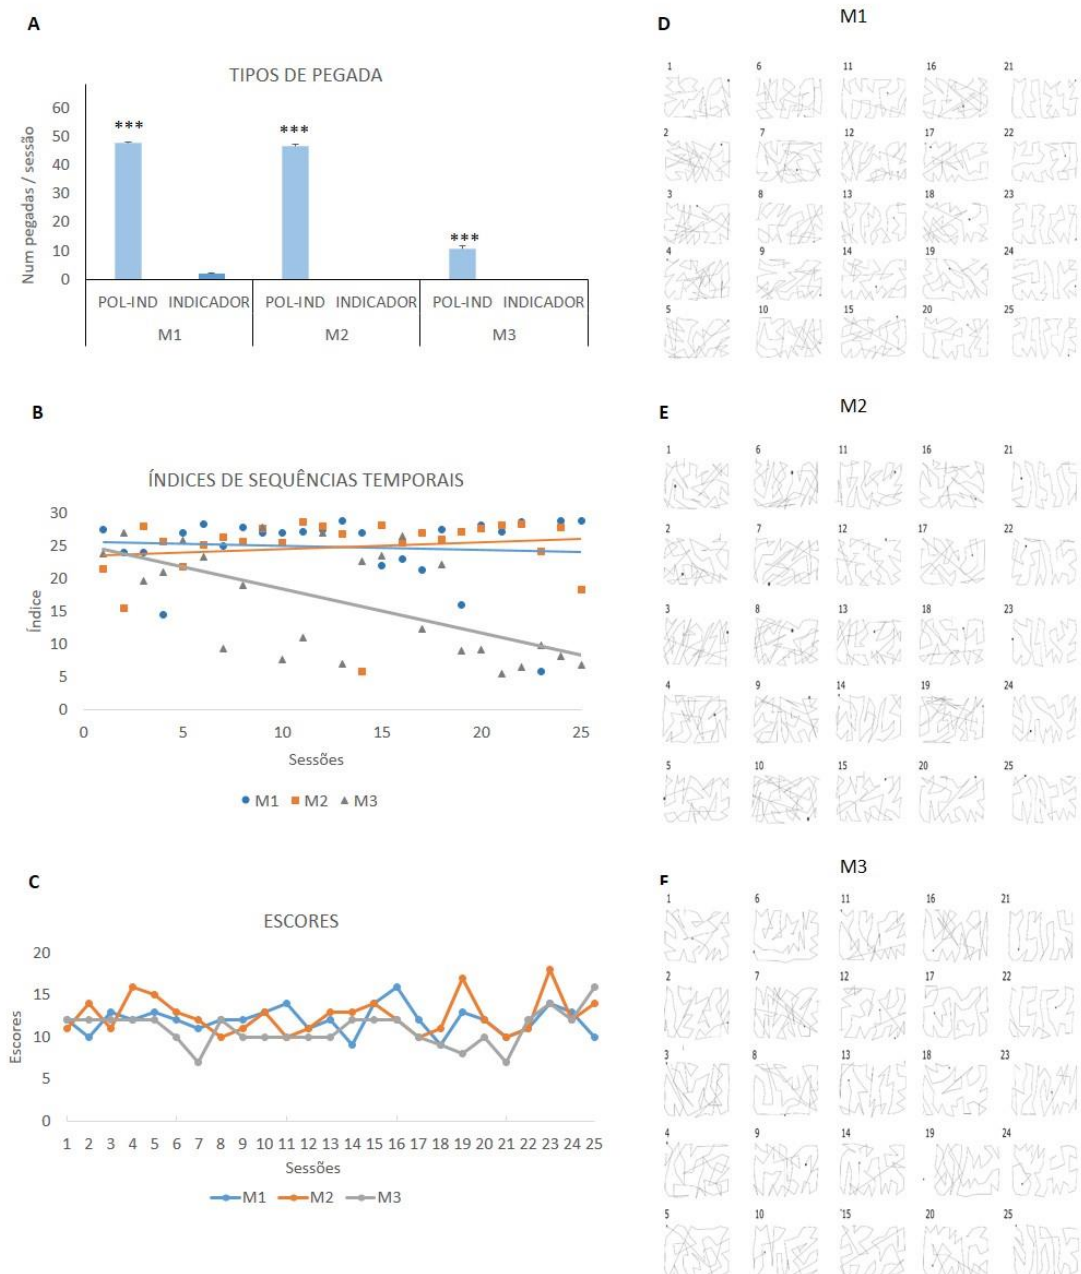 A
TIPOS DE PEGADA
Num pegadas / sessão
60
50
40
30
20
10
0
***
***
***
POL-IND INDICADOR POL-IND INDICADOR POL-IND INDICADOR
M1 M2 M3
B
ÍNDICES DE SEQUÊNCIAS TEMPORAIS
Índice
30
25
20
15
10
5
0
0 5 10 15 20 25
Sessões
M1 M2 M3
C
ESCORES
Escores
20
15
10
5
0
1 2 3 4 5 6 7 8 9 10 11 12 13 14 15 16 17 18 19 20 21 22 23 24 25
Sessões
M1 M2 M3
D
M1
1 6 11 16 21
2 7 12 17 22
3 8 13 18 23
4 9 14 19 24
5 10 15 20 25
E
M2
1 6 11 16 21
2 7 12 17 22
3 8 13 18 23
4 9 14 19 24
5 10 15 20 25
F
M3
1 6 11 16 21
2 7 12 17 22
3 8 13 18 23
4 9 14 19 24
5 10 15 20 25